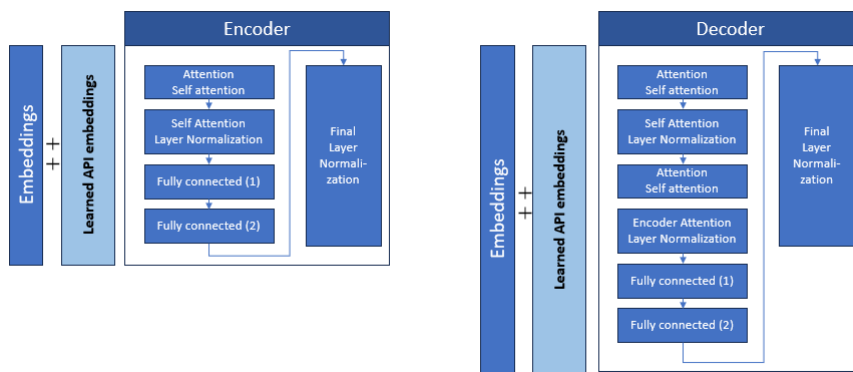 Encoder
Embeddings
++
Learned API embeddings
Attention
Self attention
Self Attention
Layer Normalization
Fully connected (1)
Fully connected (2)
Final
Layer
Normali-
zation
Decoder
Embeddings
++
Learned API embeddings
Attention
Self attention
Self Attention
Layer Normalization
Attention
Self attention
Encoder Attention
Layer Normalization
Fully connected (1)
Fully connected (2)
Final
Layer
Normali-
zation